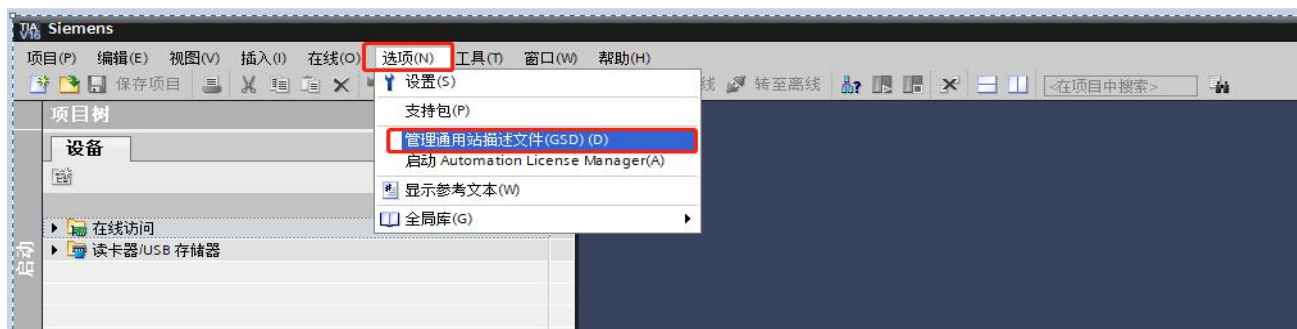 TIA V16 Siemens
项目(P) 编辑(E) 视图(V) 插入(I) 在线(O) 选项(N) 工具(T) 窗口(W) 帮助(H)
保存项目 线 转至离线 <在项目中搜索>
设置(S)
支持包(P)
管理通用站描述文件(GSD) (D)
启动 Automation License Manager(A)
显示参考文本(W)
全局库(G)
项目树
设备
在线访问
读卡器/USB 存储器
启动